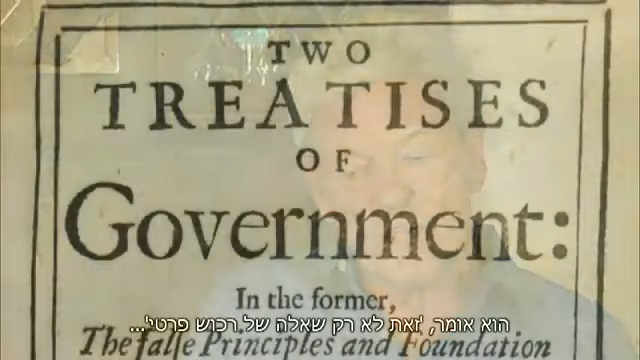 TWO
TREATISES
OF
Government:
In the former,
הוא אומר, 'זאת לא רק שאלה של רכוש פרטי'...
The falſe Principles and Foundation